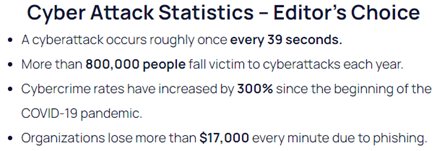 Cyber Attack Statistics – Editor's Choice
• A cyberattack occurs roughly once every 39 seconds.
• More than 800,000 people fall victim to cyberattacks each year.
• Cybercrime rates have increased by 300% since the beginning of the
COVID-19 pandemic.
• Organizations lose more than $17,000 every minute due to phishing.